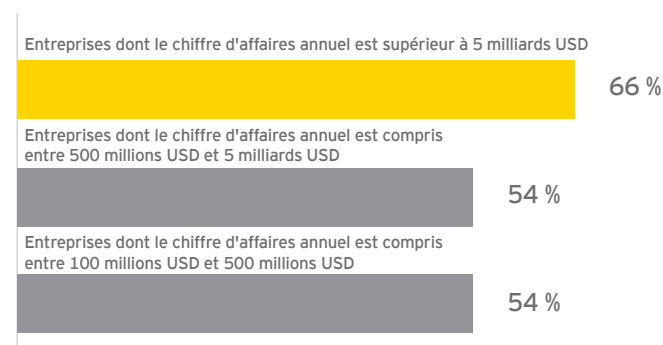 Entreprises dont le chiffre d'affaires annuel est supérieur à 5 milliards USD
66 %
Entreprises dont le chiffre d'affaires annuel est compris
entre 500 millions USD et 5 milliards USD
54 %
Entreprises dont le chiffre d'affaires annuel est compris
entre 100 millions USD et 500 millions USD
54 %